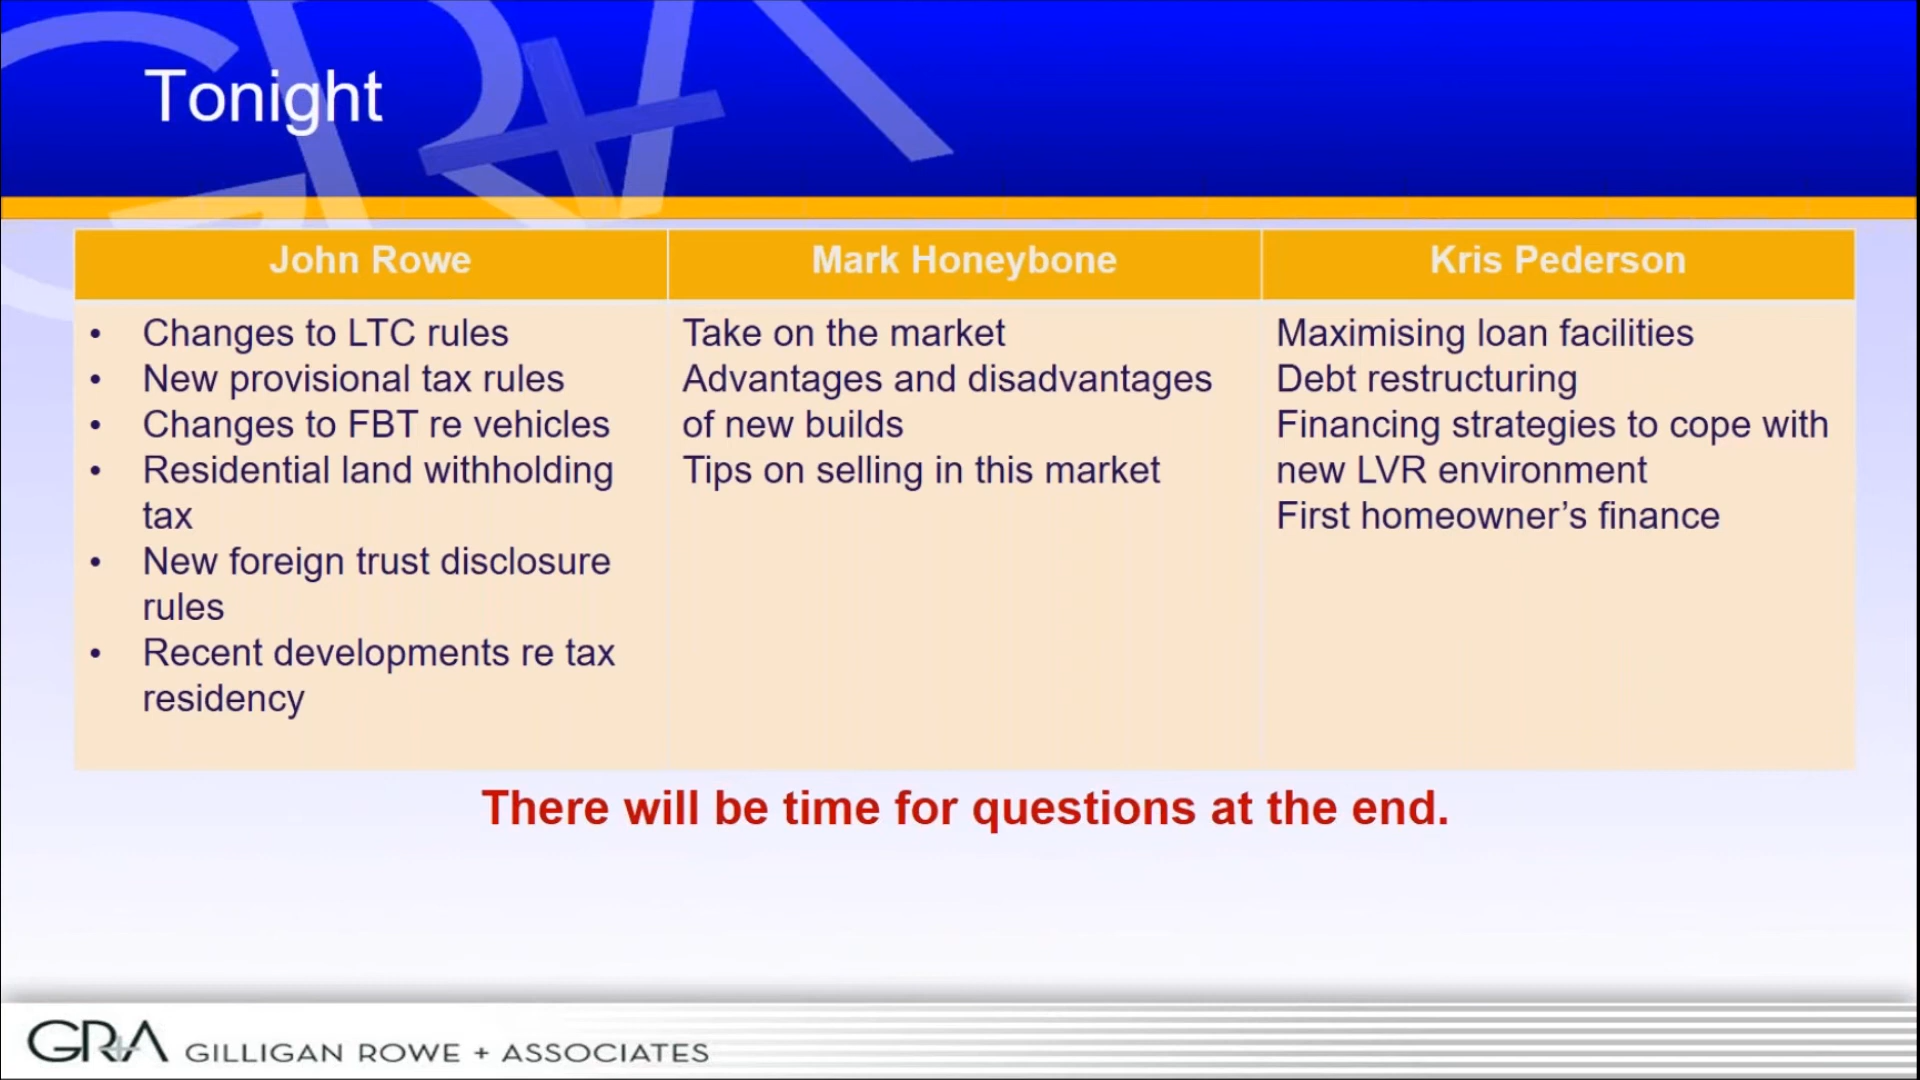 Tonight
John Rowe
• Changes to LTC rules
• New provisional tax rules
• Changes to FBT re vehicles
• Residential land withholding
tax
• New foreign trust disclosure
rules
• Recent developments re tax
residency
Mark Honeybone
Take on the market
Advantages and disadvantages
of new builds
Tips on selling in this market
Kris Pederson
Maximising loan facilities
Debt restructuring
Financing strategies to cope with
new LVR environment
First homeowner’s finance
There will be time for questions at the end.
GR+A GILLIGAN ROWE + ASSOCIATES